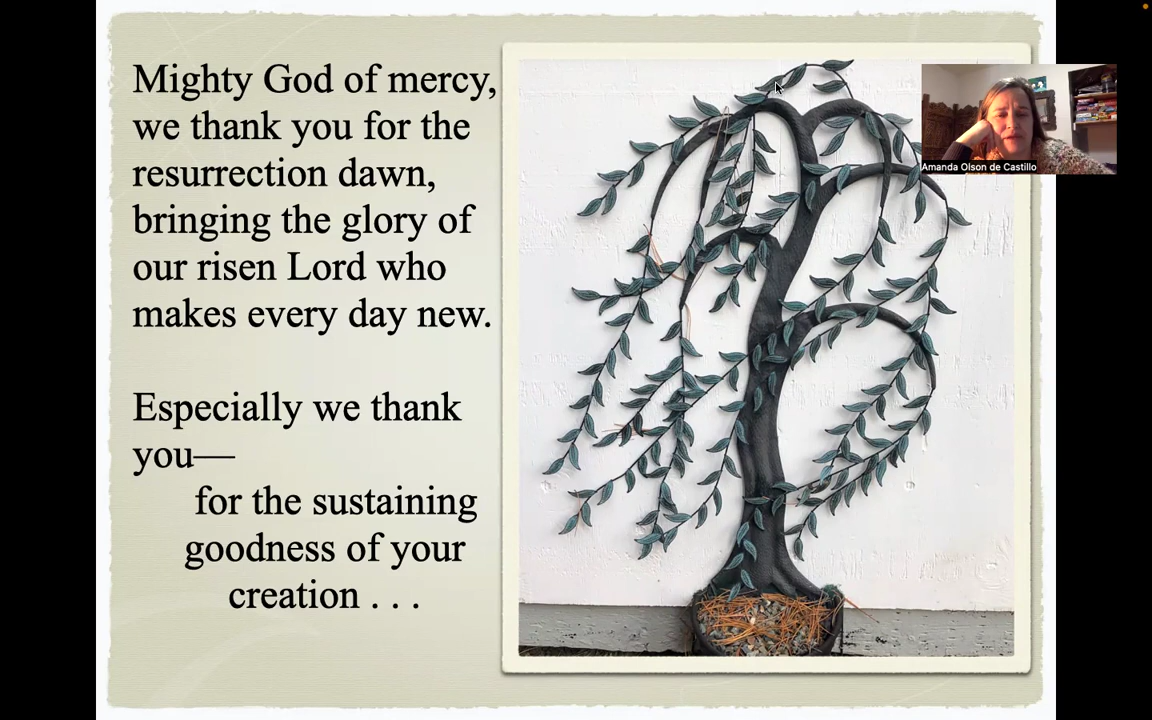 Mighty God of mercy,
we thank you for the
resurrection dawn,
bringing the glory of
our risen Lord who
makes every day new.
Especially we thank
you—
for the sustaining
goodness of your
creation . . .
Amanda Olson de Castillo